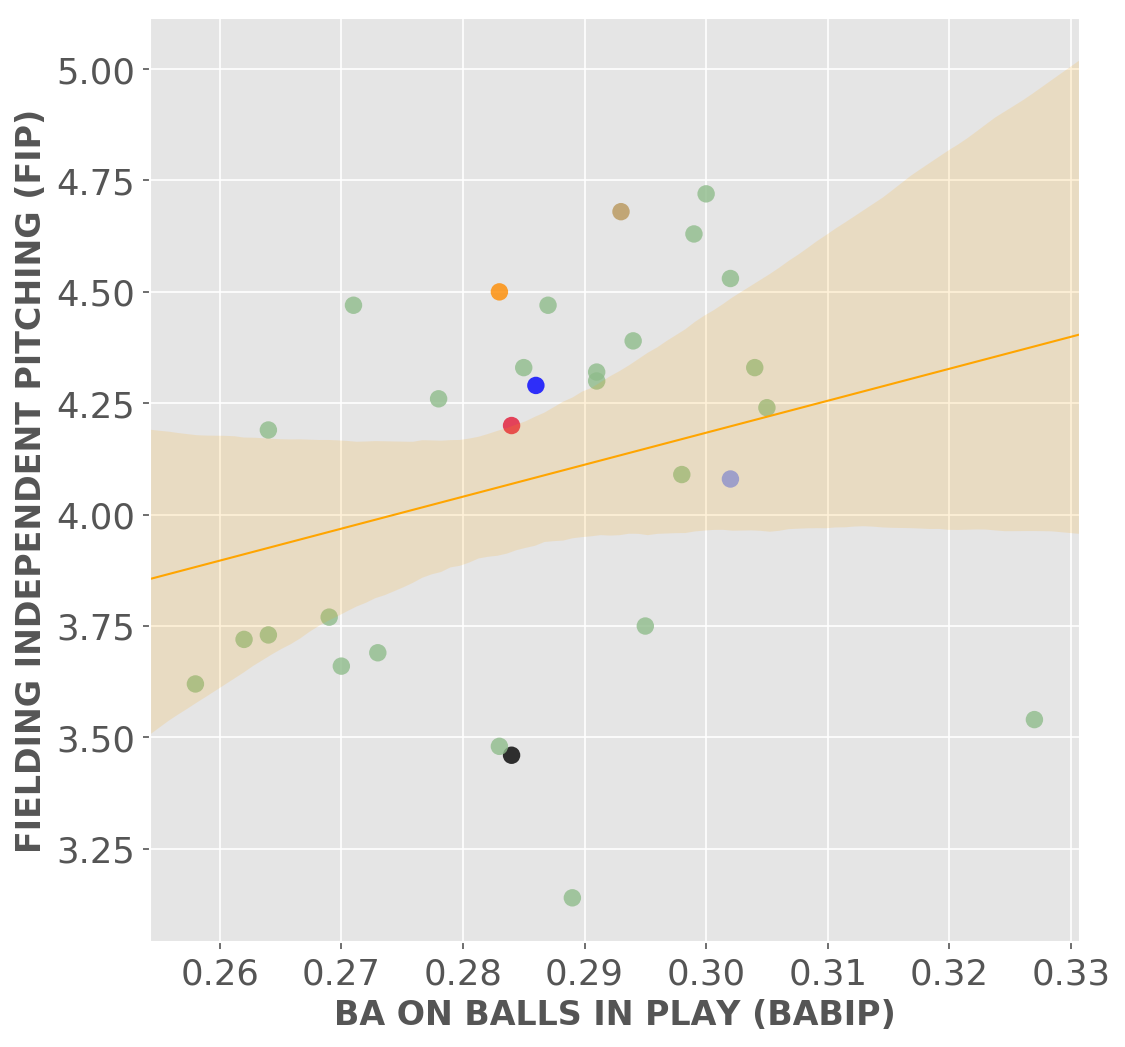 FIELDING INDEPENDENT PITCHING (FIP)
5.00
4.75
4.50
4.25
4.00
3.75
3.50
3.25
0.26 0.27 0.28 0.29 0.30 0.31 0.32 0.33
BA ON BALLS IN PLAY (BABIP)